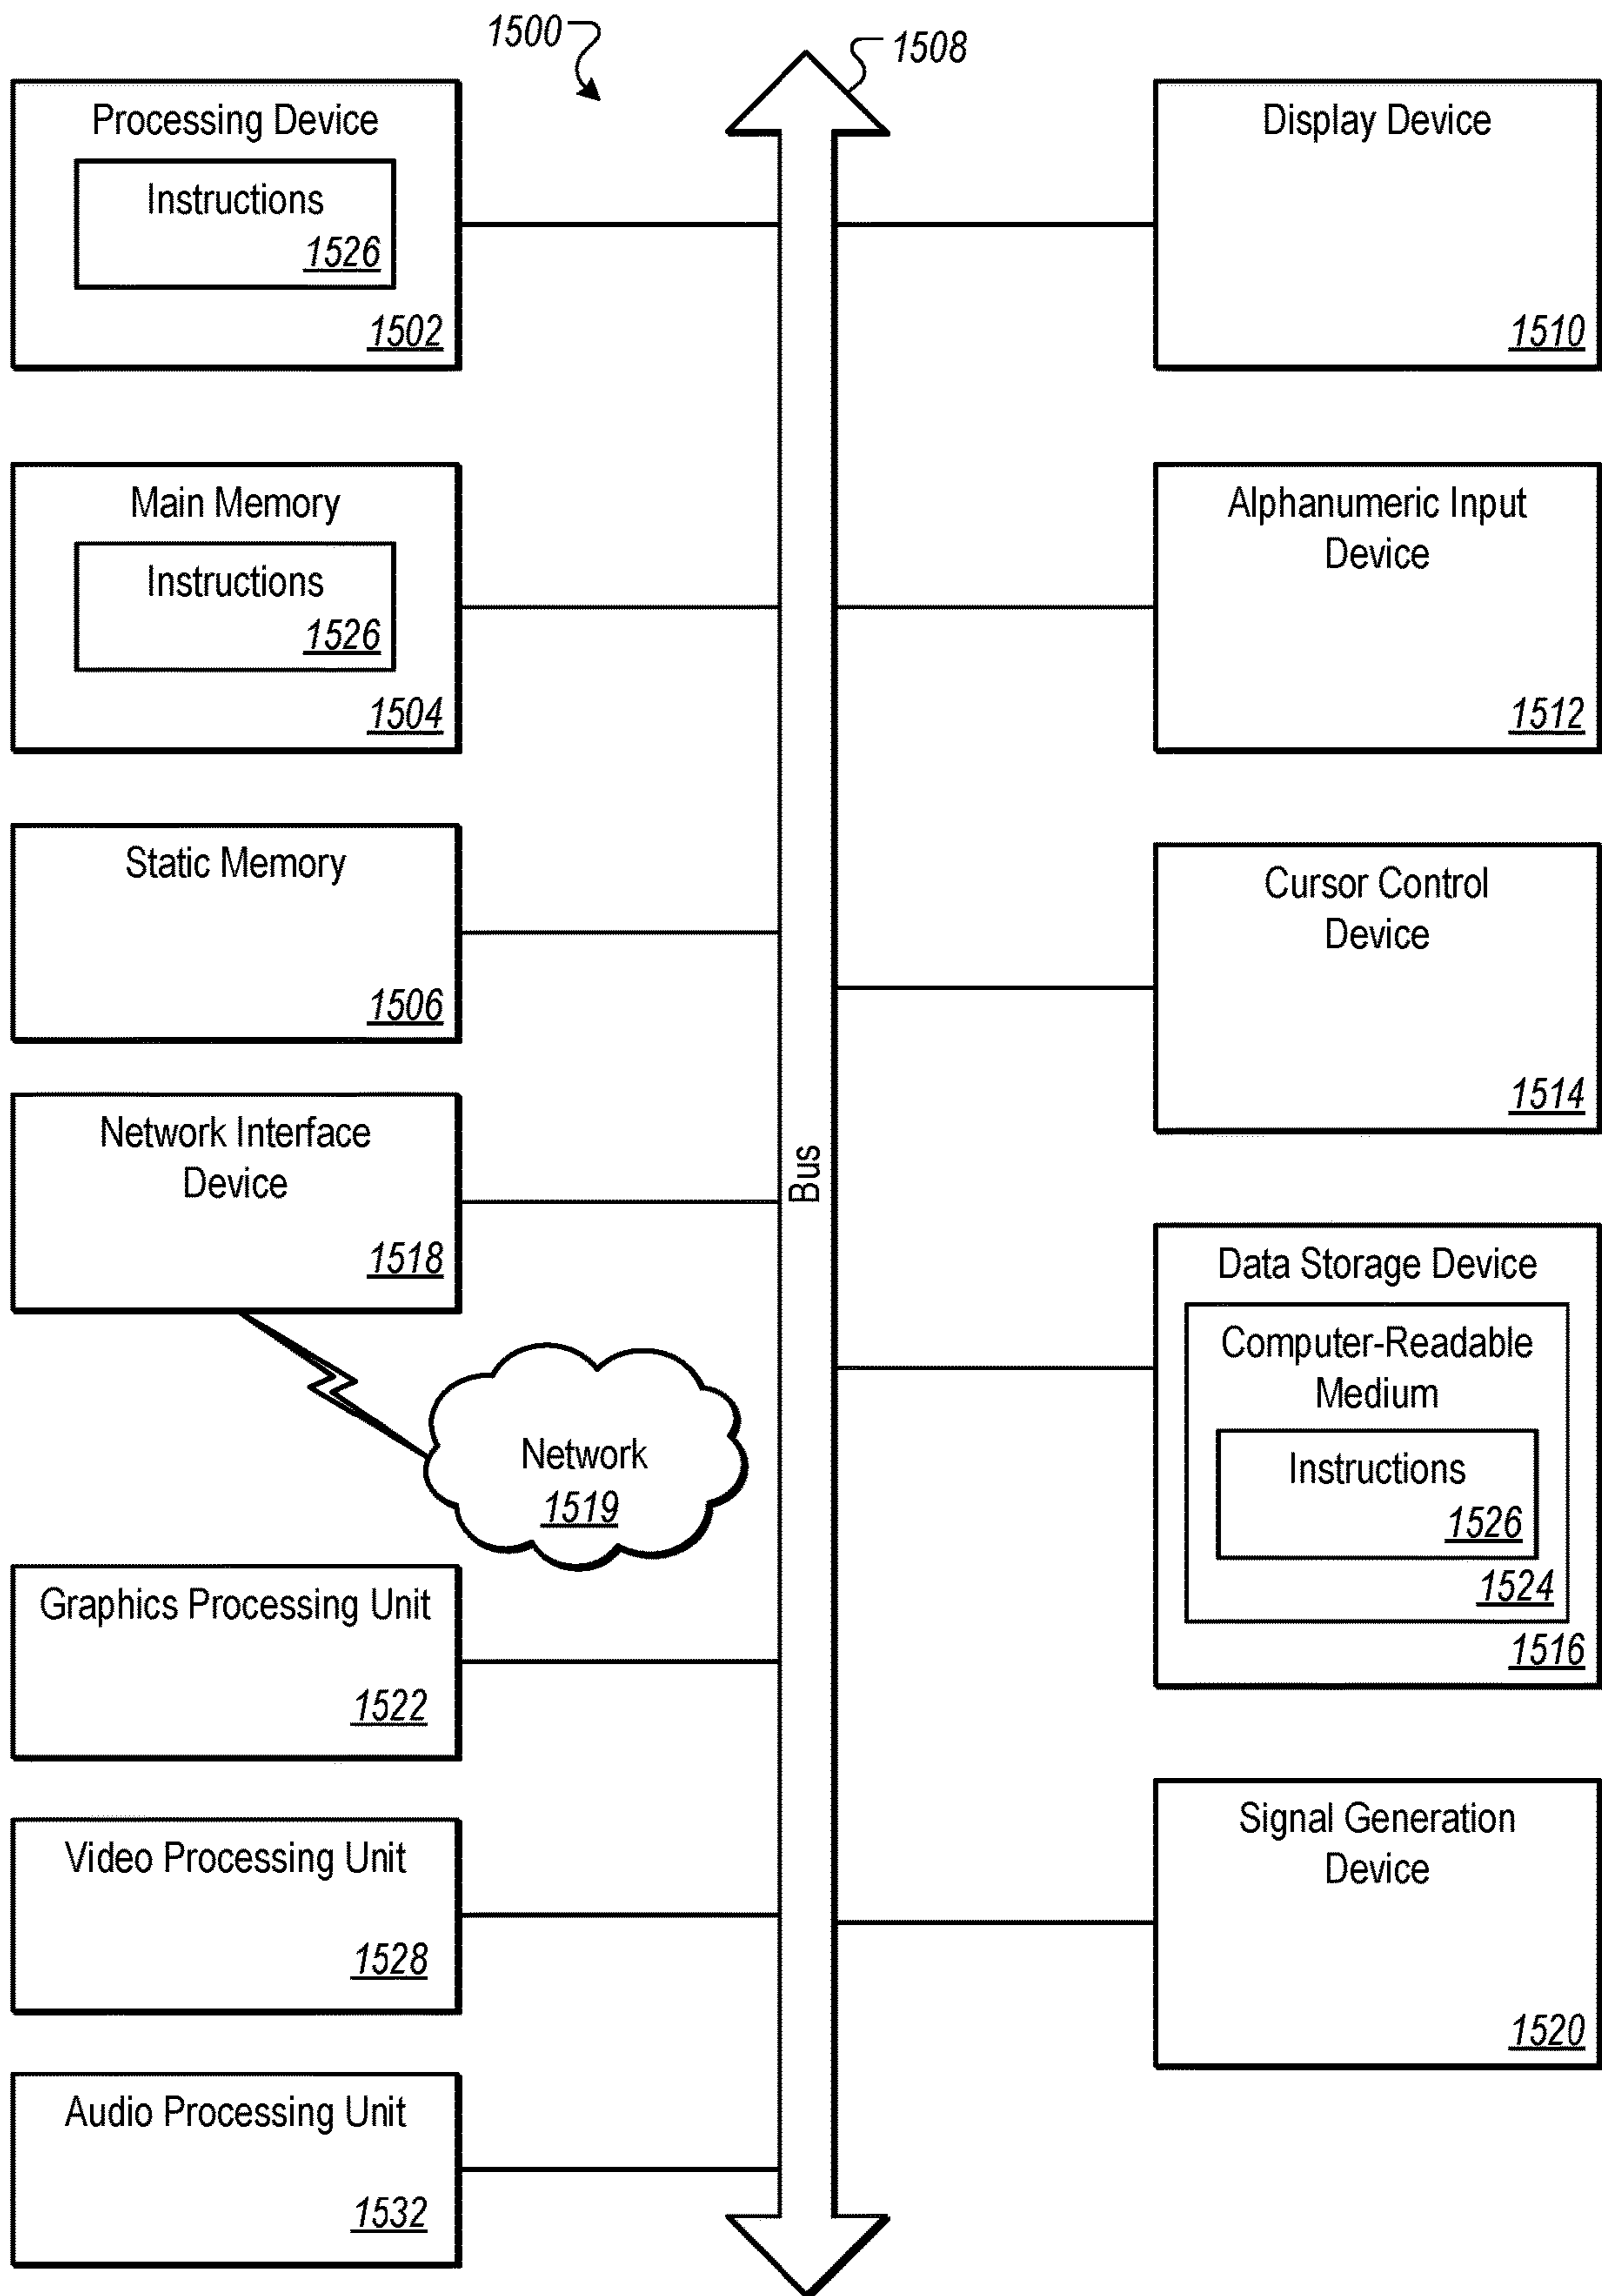 1500
1508
Processing Device
Instructions
1526
1502
Main Memory
Instructions
1526
1504
Static Memory
1506
Network Interface
Device
1518
Network
1519
Graphics Processing Unit
1522
Video Processing Unit
1528
Audio Processing Unit
1532
Bus
Display Device
1510
Alphanumeric Input
Device
1512
Cursor Control
Device
1514
Data Storage Device
Computer-Readable
Medium
Instructions
1526
1524
1516
Signal Generation
Device
1520